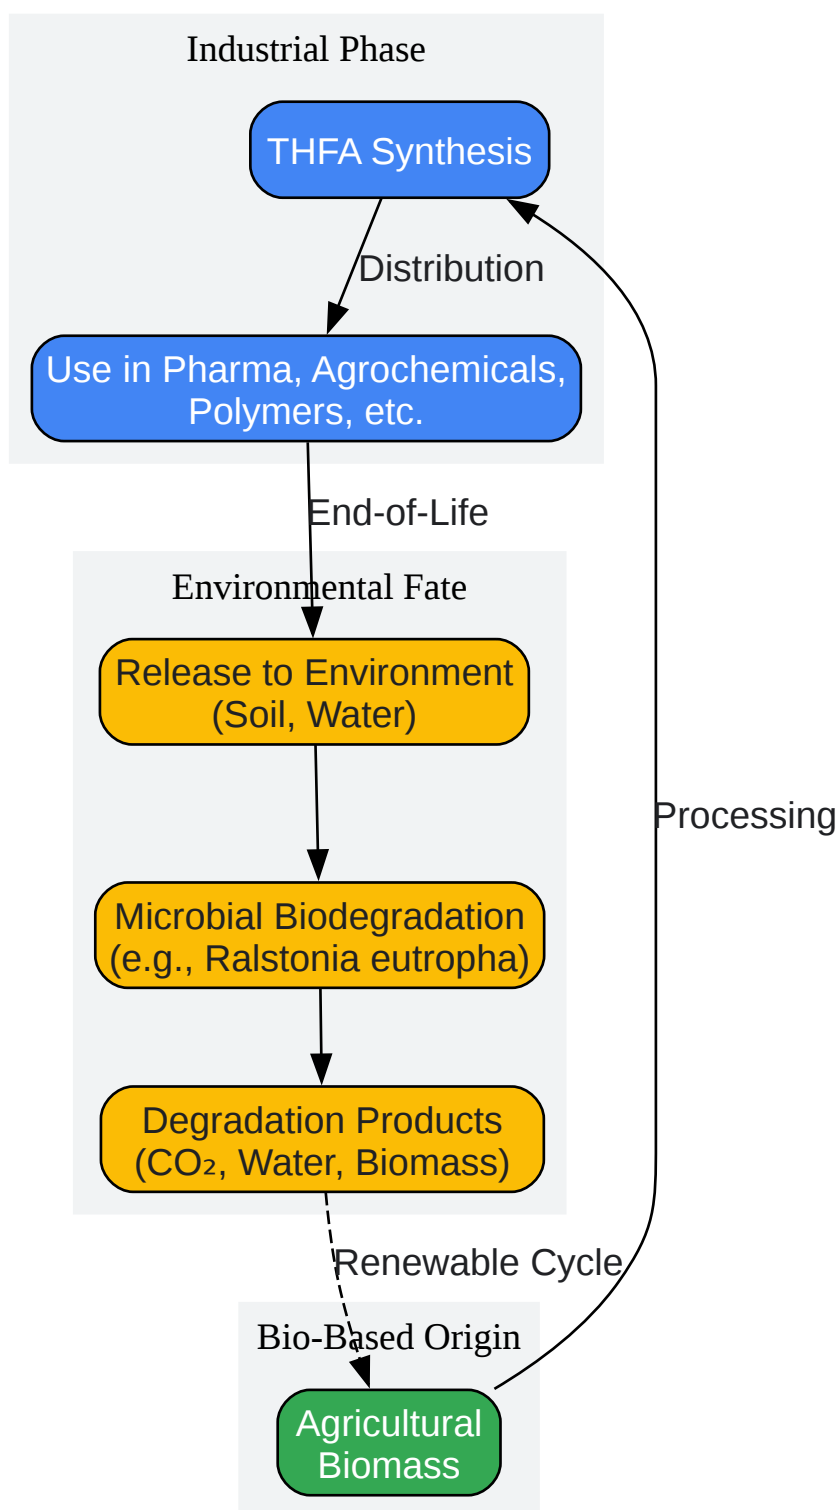 Industrial Phase
THFA Synthesis
Distribution
Use in Pharma, Agrochemicals,
Polymers, etc.
End-of-Life
Environmental Fate
Release to Environment
(Soil, Water)
Processing
Microbial Biodegradation
(e.g., Ralstonia eutropha)
Degradation Products
(CO₂, Water, Biomass)
Renewable Cycle
Bio-Based Origin
Agricultural
Biomass